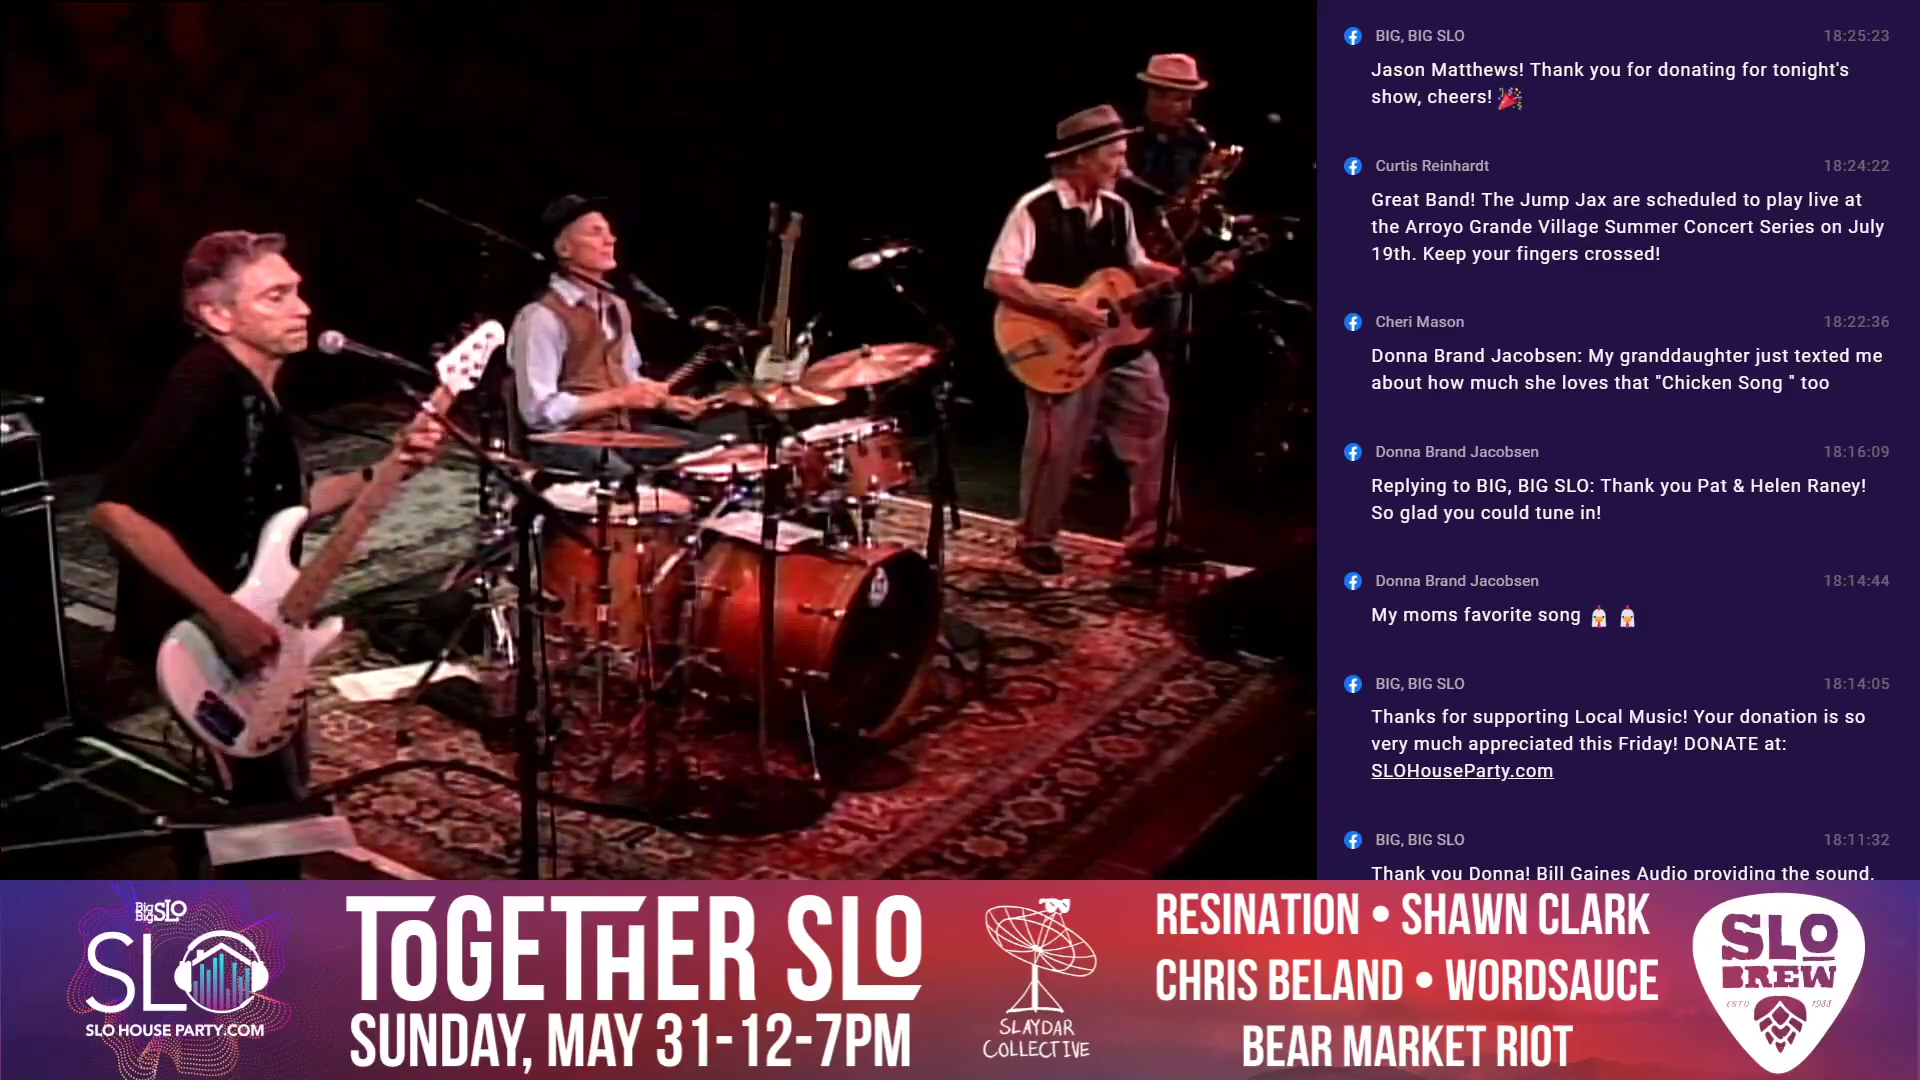 BIG, BIG SLO 18:25:23
Jason Matthews! Thank you for donating for tonight's
show, cheers! 🎉
Curtis Reinhardt 18:24:22
Great Band! The Jump Jax are scheduled to play live at
the Arroyo Grande Village Summer Concert Series on July
19th. Keep your fingers crossed!
Cheri Mason 18:22:36
Donna Brand Jacobsen: My granddaughter just texted me
about how much she loves that "Chicken Song " too
Donna Brand Jacobsen 18:16:09
Replying to BIG, BIG SLO: Thank you Pat & Helen Raney!
So glad you could tune in!
Donna Brand Jacobsen 18:14:44
My moms favorite song 🐔 🐔
BIG, BIG SLO 18:14:05
Thanks for supporting Local Music! Your donation is so
very much appreciated this Friday! DONATE at:
SLOHouseParty.com
BIG, BIG SLO 18:11:32
Thank you Donna! Bill Gaines Audio providing the sound,
Big Big SLO
SLO
SLO HOUSE PARTY.COM
TOGETHER SLO
SUNDAY, MAY 31-12-7PM
SLAYDAR
COLLECTIVE
RESINATION • SHAWN CLARK
CHRIS BELAND • WORDSAUCE
BEAR MARKET RIOT
SLO
BREW
ESTD 1988